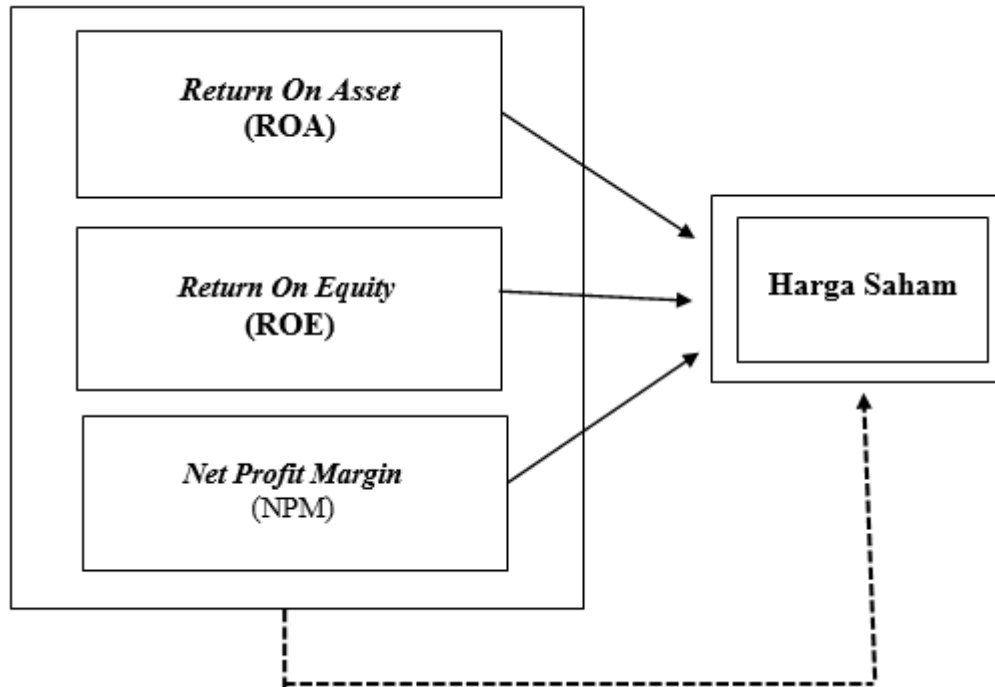 Return On Asset
(ROA)
Return On Equity
(ROE)
Net Profit Margin
(NPM)
Harga Saham